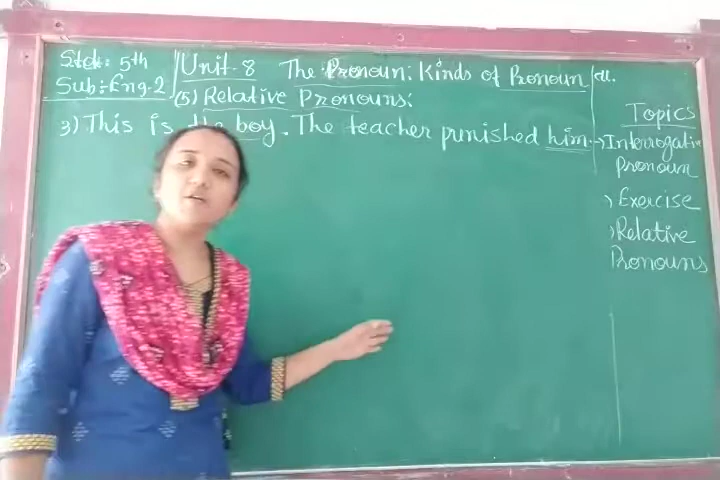 Std: 5th
Sub:- Eng-2
Unit-8 The Pronoun: Kinds of Pronoun
(5) Relative Pronouns:
3) This is the boy. The teacher punished him.
Topics
Interrogative
Pronoun
Exercise
Relative
Pronouns